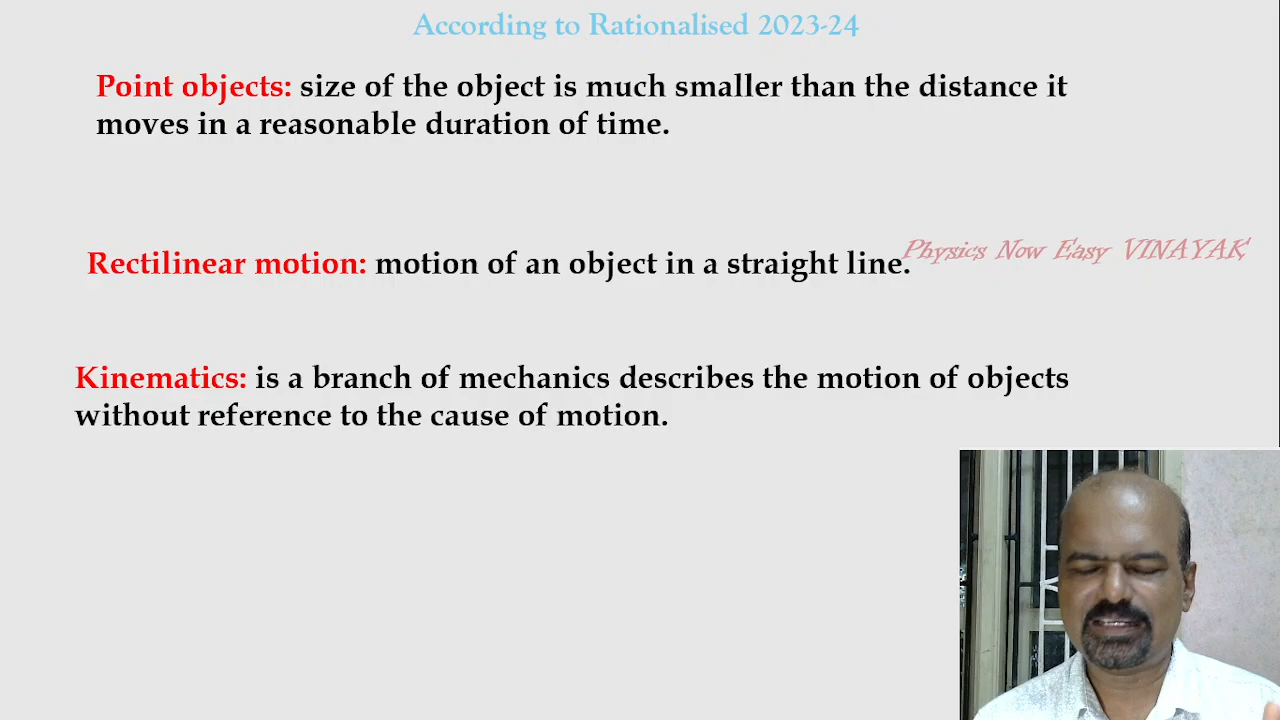 According to Rationalised 2023-24
Point objects: size of the object is much smaller than the distance it
moves in a reasonable duration of time.
Rectilinear motion: motion of an object in a straight line.
Physics Now Easy VINAYAK
Kinematics: is a branch of mechanics describes the motion of objects
without reference to the cause of motion.